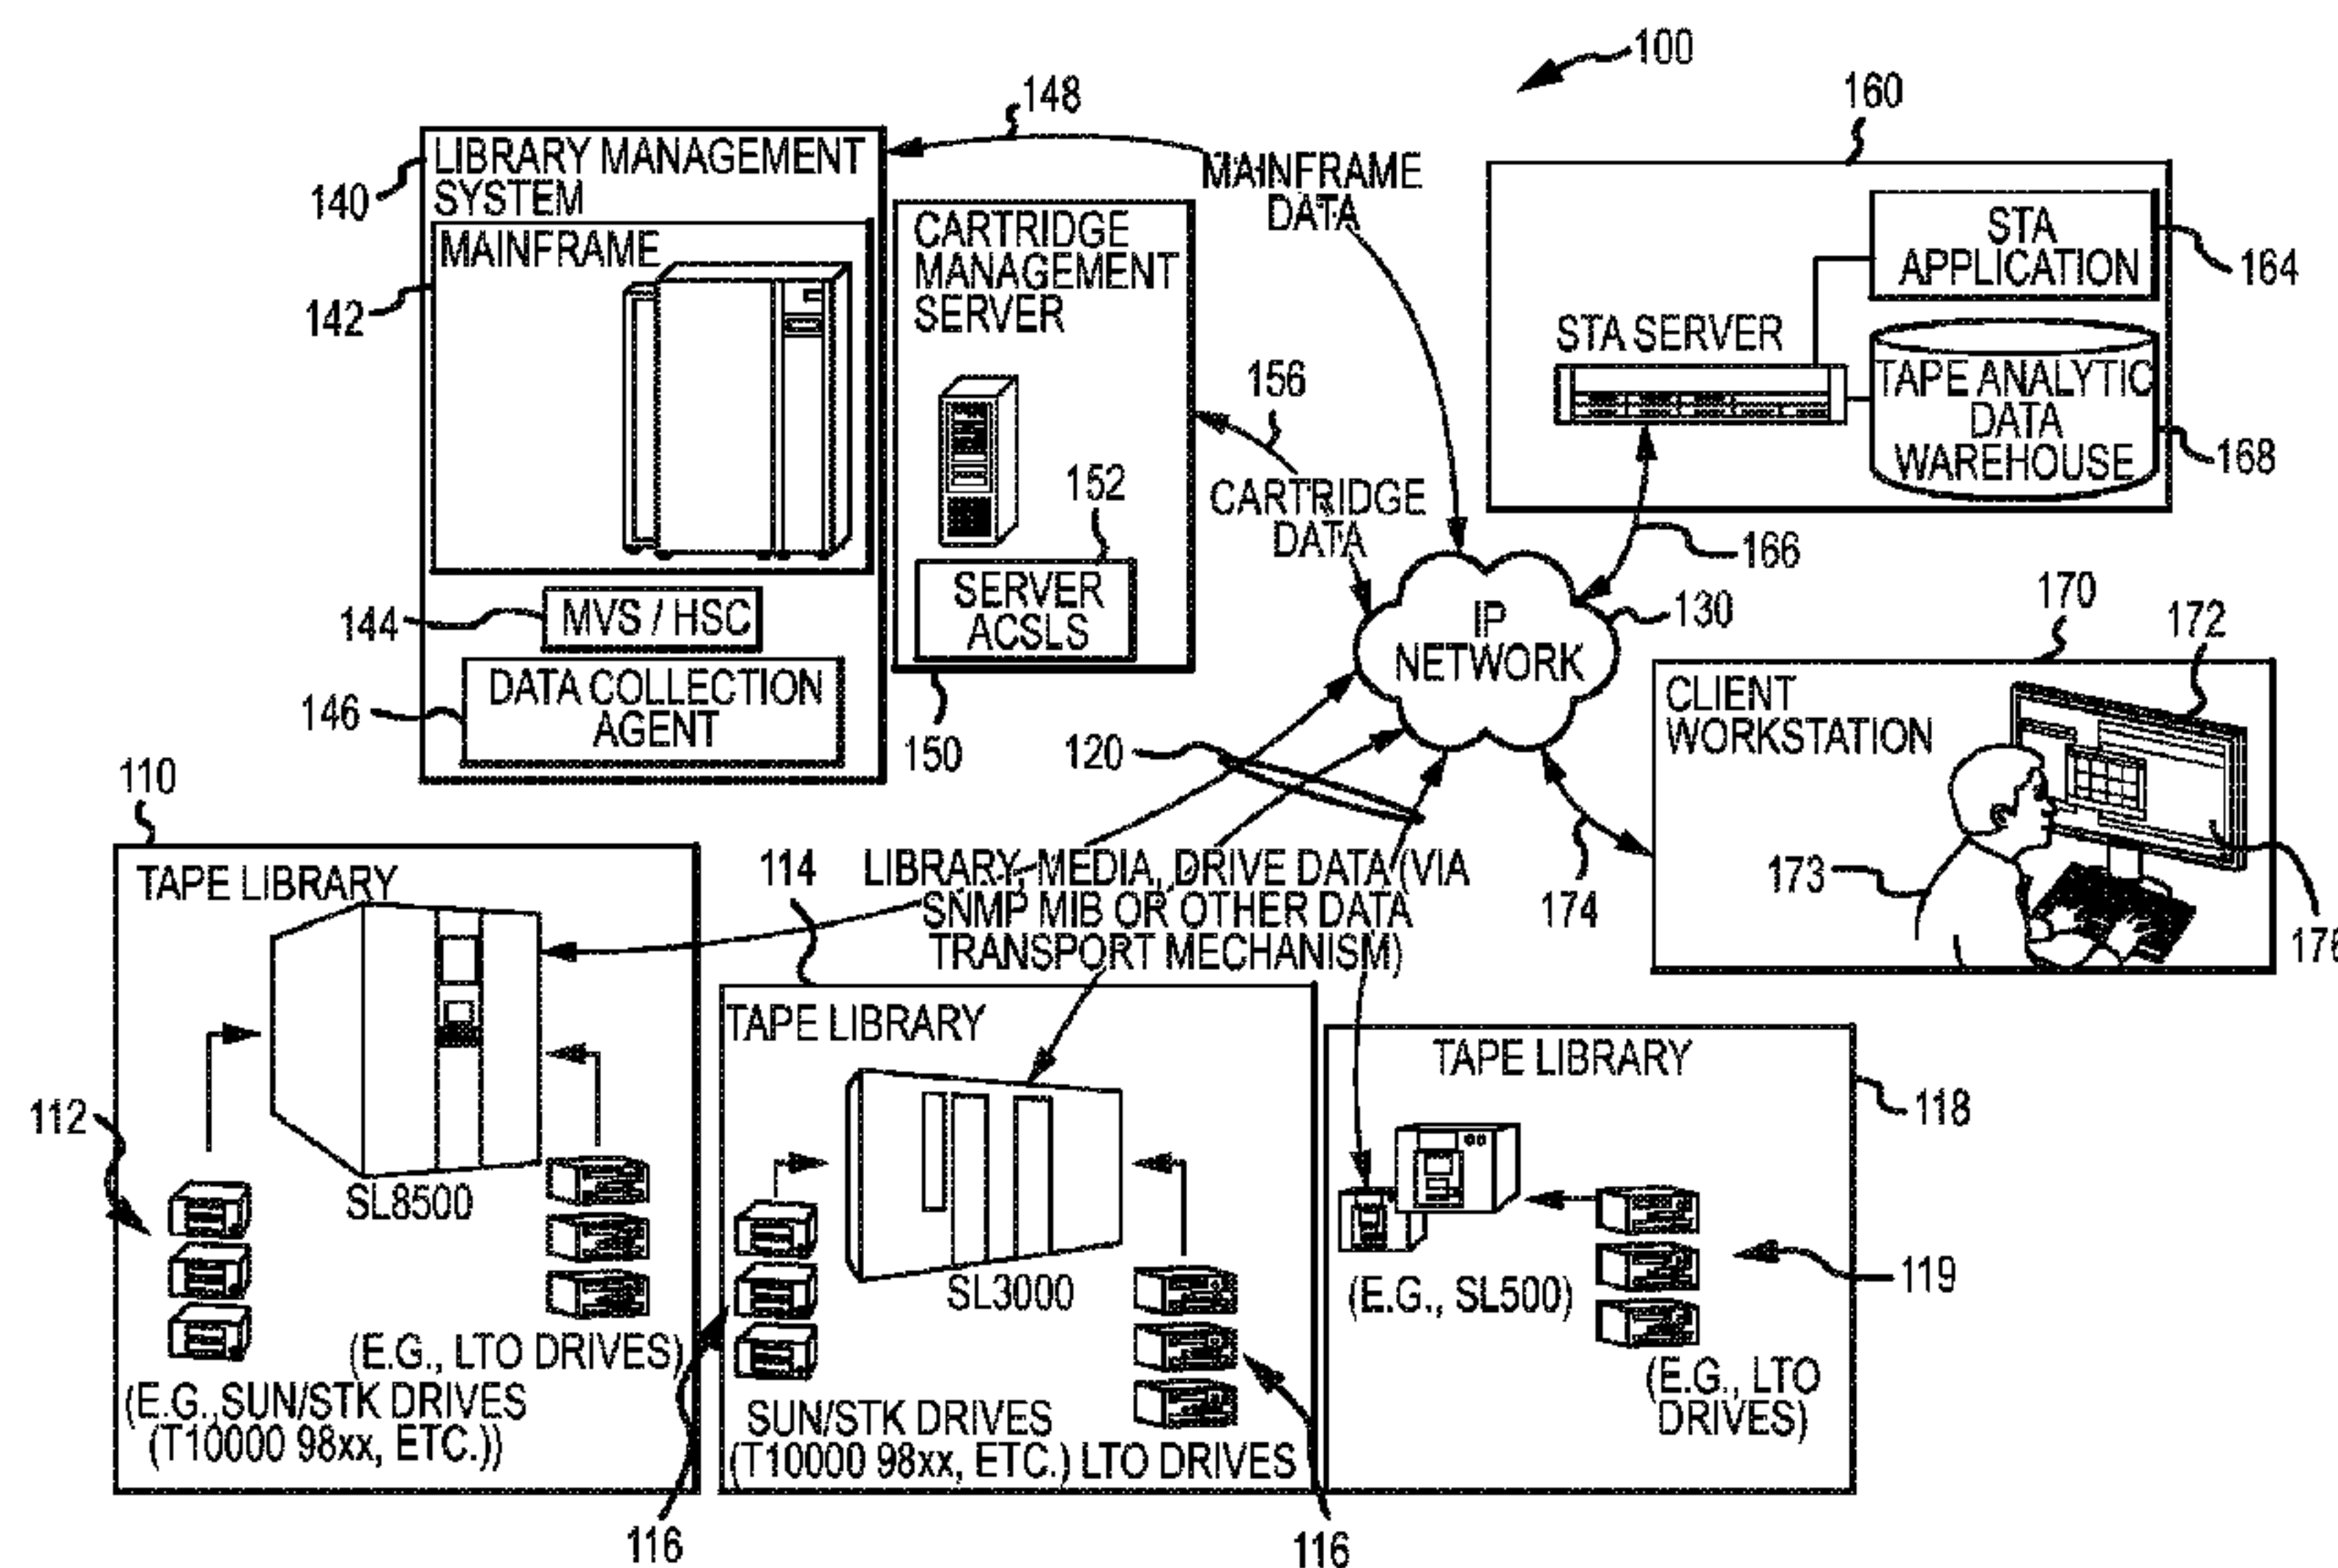 100
148
160
LIBRARY MANAGEMENT
SYSTEM
140
MAINFRAME
142
MVS / HSC
144
DATA COLLECTION
AGENT
146
CARTRIDGE
MANAGEMENT
SERVER
152
SERVER
ACSLS
150
MAINFRAME
DATA
156
CARTRIDGE
DATA
STA
APPLICATION
164
STA SERVER
TAPE ANALYTIC
DATA
WAREHOUSE
168
166
IP
NETWORK
130
170
172
CLIENT
WORKSTATION
173
174
176
120
LIBRARY, MEDIA, DRIVE DATA (VIA
SNMP MIB OR OTHER DATA
TRANSPORT MECHANISM)
110
TAPE LIBRARY
112
SL8500
(E.G., LTO DRIVES)
(E.G.,SUN/STK DRIVES
(T10000 98xx, ETC.))
114
TAPE LIBRARY
SL3000
SUN/STK DRIVES
(T10000 98xx, ETC.) LTO DRIVES
116
116
TAPE LIBRARY
118
(E.G., SL500)
119
(E.G., LTO
DRIVES)